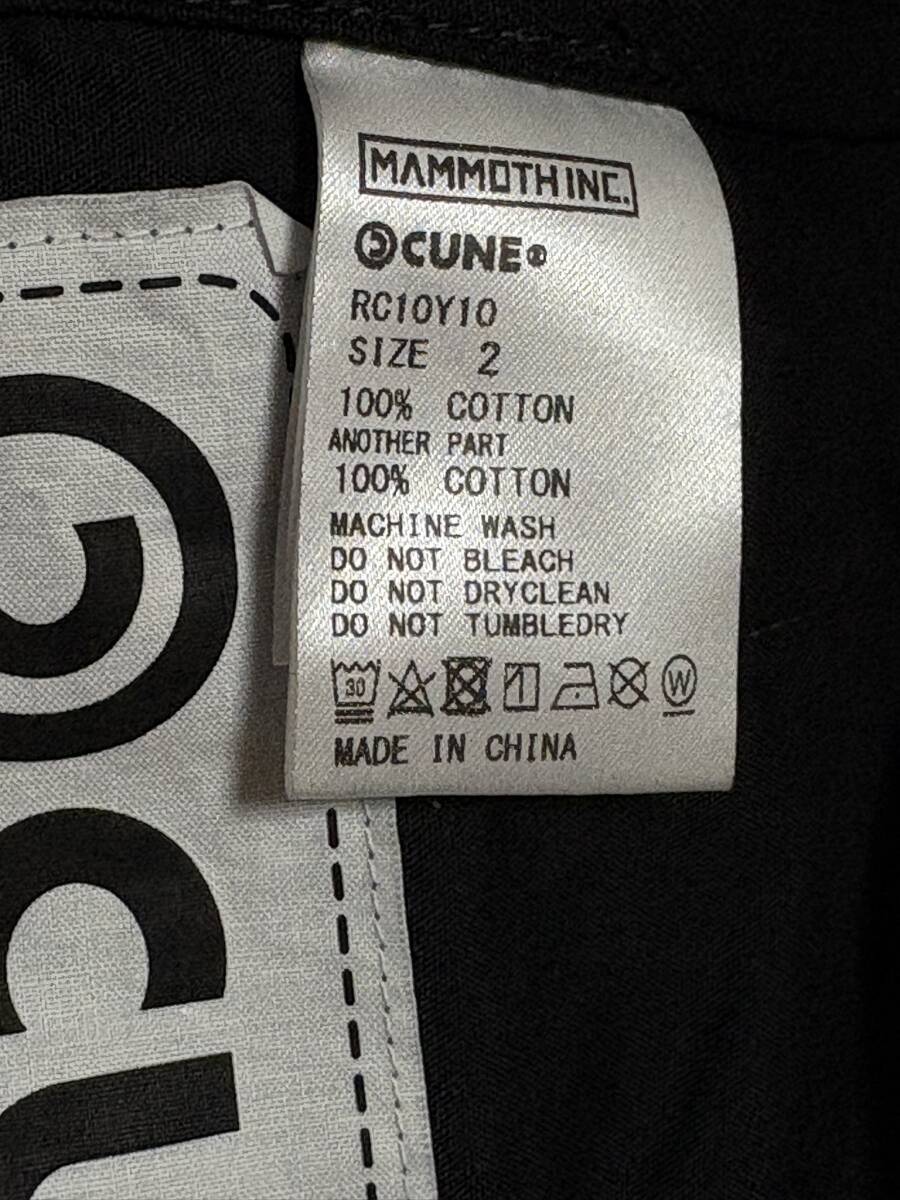 MAMMOTH INC.
CUNE®
RC10Y10
SIZE 2
100% COTTON
ANOTHER PART
100% COTTON
MACHINE WASH
DO NOT BLEACH
DO NOT DRYCLEAN
DO NOT TUMBLEDRY
30
W
MADE IN CHINA